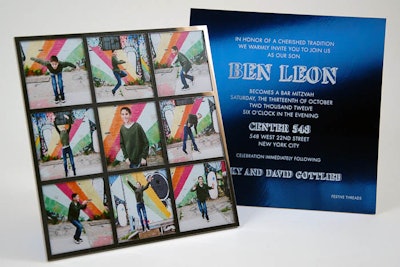 IN HONOR OF A CHERISHED TRADITION
WE WARMLY INVITE YOU TO JOIN US
AS OUR SON
BEN LEON
BECOMES A BAR MITZVAH
SATURDAY, THE THIRTEENTH OF OCTOBER
TWO THOUSAND TWELVE
SIX O'CLOCK IN THE EVENING
CENTER 548
548 WEST 22ND STREET
NEW YORK CITY
CELEBRATION IMMEDIATELY FOLLOWING
AND DAVID GOTTLIEB
FESTIVE THREADS